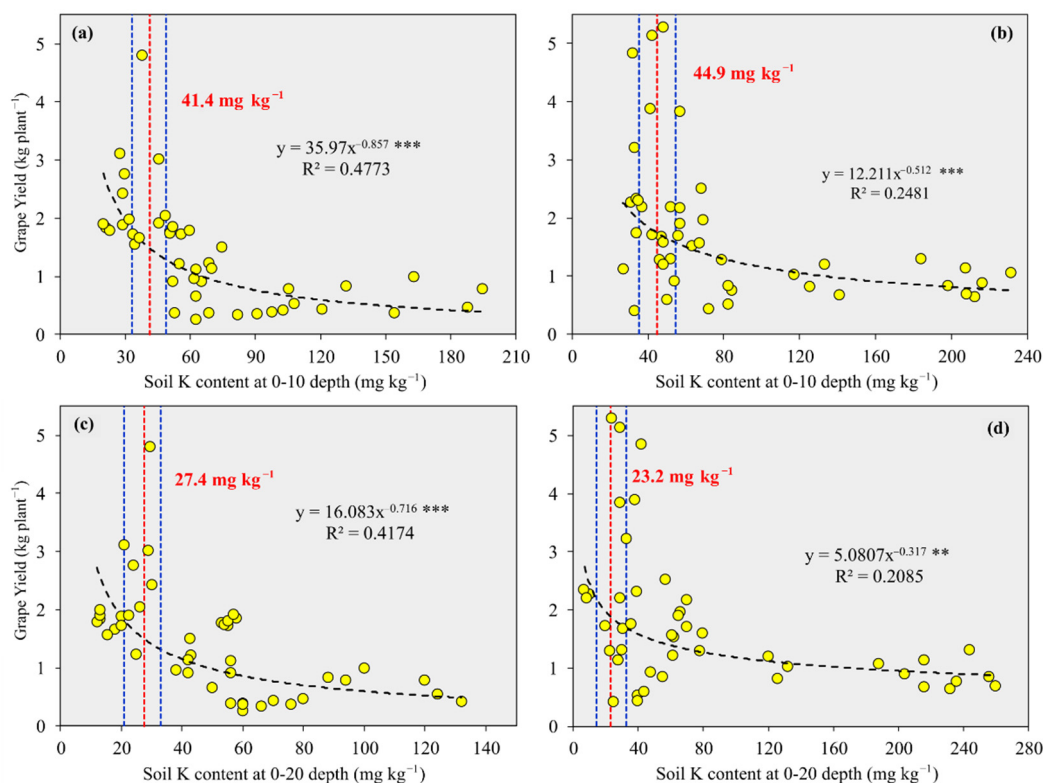 (a)
41.4 mg kg⁻¹
y = 35.97x^−0.857 ***
R² = 0.4773
Grape Yield (kg plant⁻¹)
5
4
3
2
1
0
0 30 60 90 120 150 180 210
Soil K content at 0-10 depth (mg kg⁻¹)
(b)
44.9 mg kg⁻¹
y = 12.211x^−0.512 ***
R² = 0.2481
5
4
3
2
1
0
0 40 80 120 160 200 240
Soil K content at 0-10 depth (mg kg⁻¹)
(c)
27.4 mg kg⁻¹
y = 16.083x^−0.716 ***
R² = 0.4174
Grape Yield (kg plant⁻¹)
5
4
3
2
1
0
0 20 40 60 80 100 120 140
Soil K content at 0-20 depth (mg kg⁻¹)
(d)
23.2 mg kg⁻¹
y = 5.0807x^−0.317 **
R² = 0.2085
5
4
3
2
1
0
0 40 80 120 160 200 240 280
Soil K content at 0-20 depth (mg kg⁻¹)